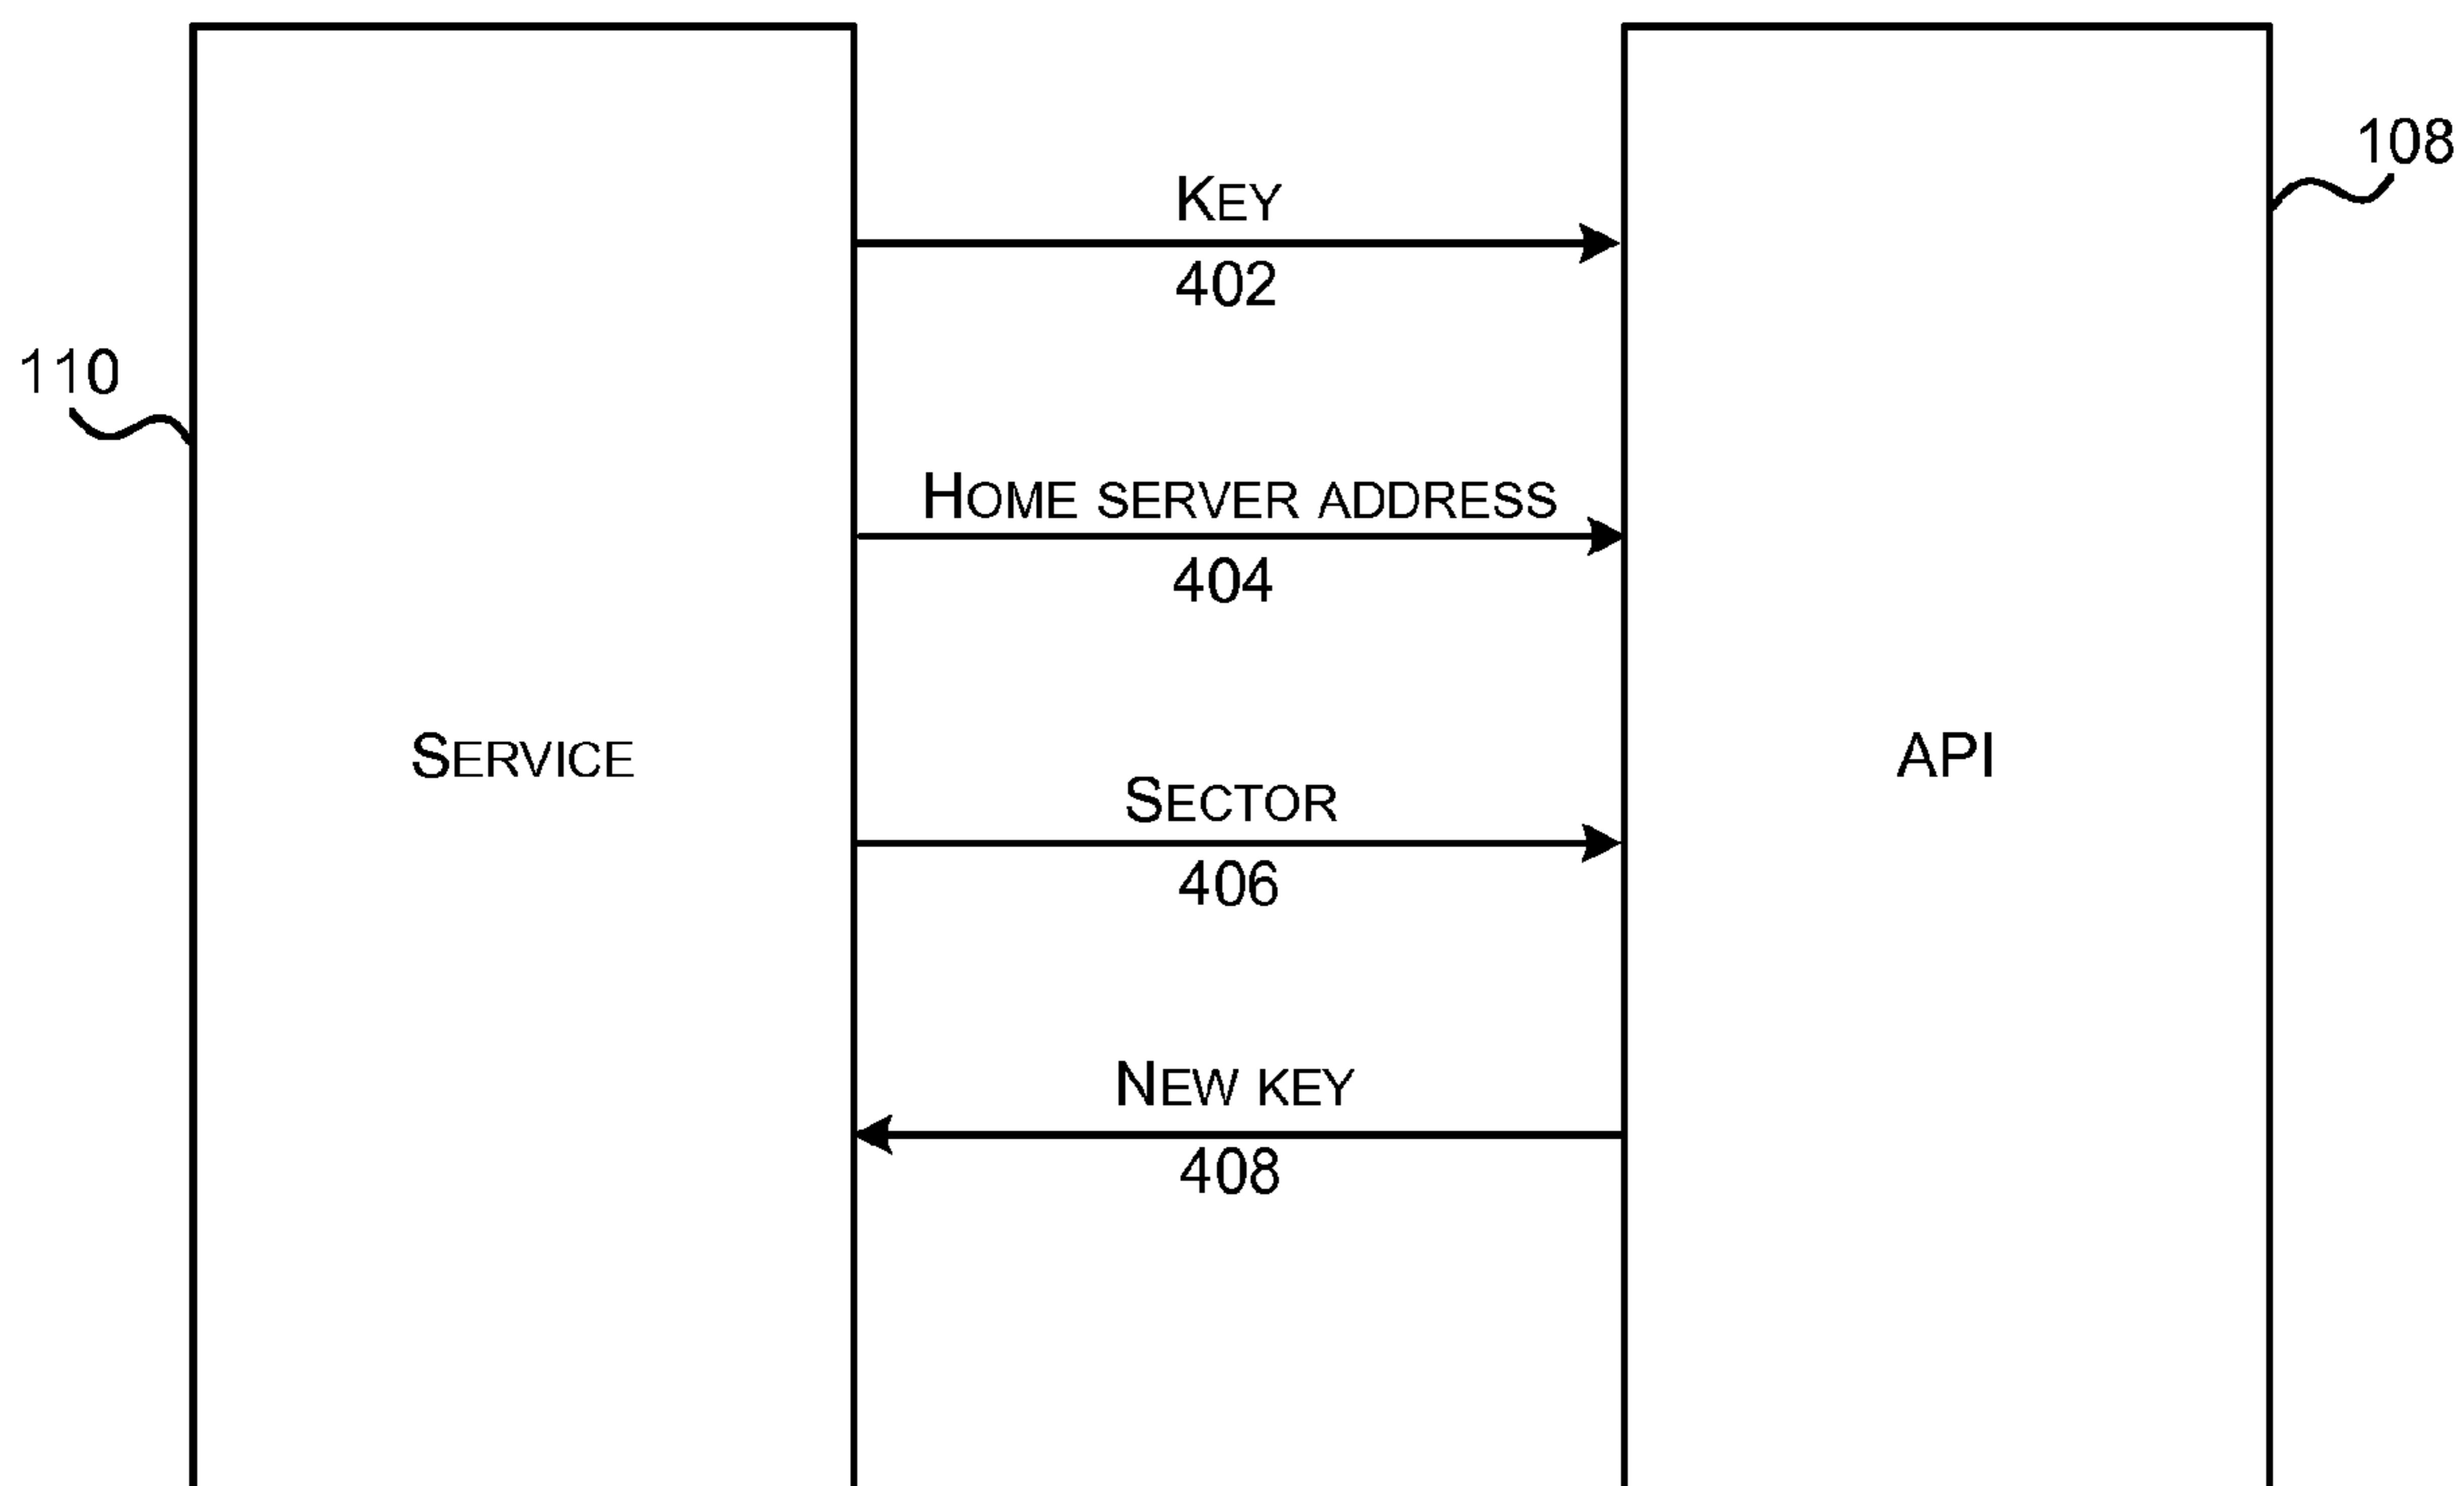 108
KEY
402
110
HOME SERVER ADDRESS
404
SERVICE
API
SECTOR
406
NEW KEY
408